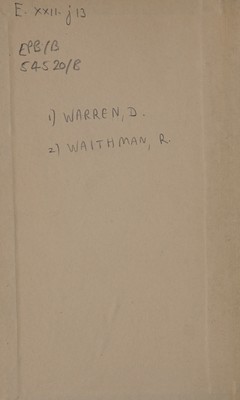 E. xxii. j 13
EPB/B
54520/B
1) WARREN, D.
2) WAITHMAN, R.